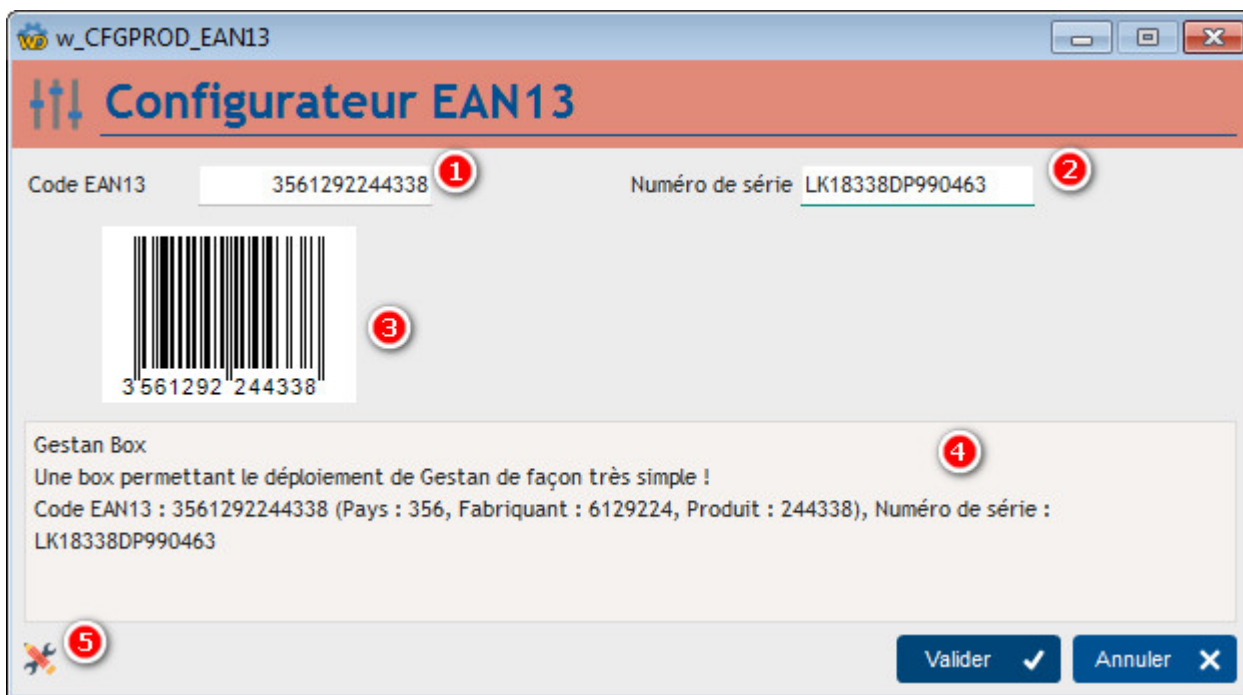 w_CFGPROD_EAN13
Configurateur EAN13
Code EAN13 3561292244338 1 Numéro de série LK18338DP990463 2
3
3 561292 244338
Gestan Box
4
Une box permettant le déploiement de Gestan de façon très simple !
Code EAN13 : 3561292244338 (Pays : 356, Fabriquant : 6129224, Produit : 244338), Numéro de série :
LK18338DP990463
5
Valider Annuler